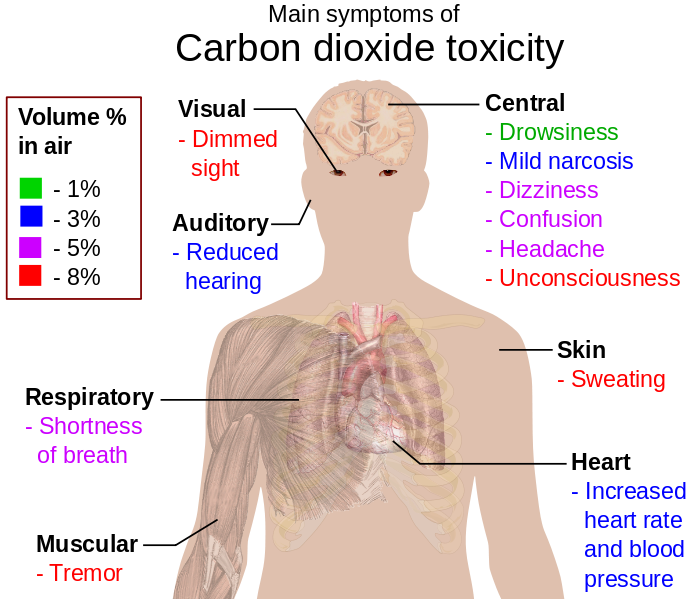 Main symptoms of
Carbon dioxide toxicity
Volume %
in air
- 1%
- 3%
- 5%
- 8%
Visual
- Dimmed
sight
Auditory
- Reduced
hearing
Central
- Drowsiness
- Mild narcosis
- Dizziness
- Confusion
- Headache
- Unconsciousness
Skin
- Sweating
Respiratory
- Shortness
of breath
Heart
- Increased
heart rate
and blood
pressure
Muscular
- Tremor